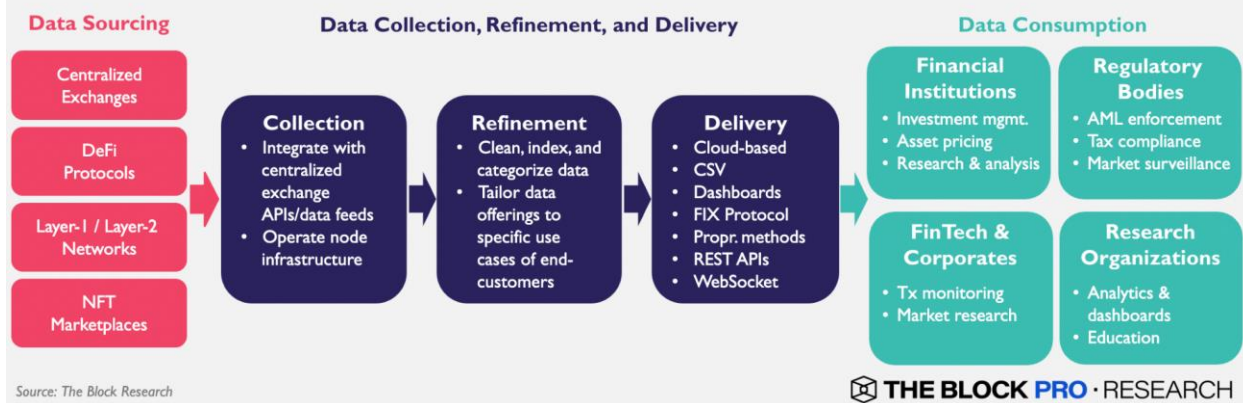 Data Sourcing
Data Collection, Refinement, and Delivery
Data Consumption
Centralized
Exchanges
DeFi
Protocols
Layer-1 / Layer-2
Networks
NFT
Marketplaces
Collection
• Integrate with
centralized
exchange
APIs/data feeds
• Operate node
infrastructure
Refinement
• Clean, index, and
categorize data
• Tailor data
offerings to
specific use
cases of end-
customers
Delivery
• Cloud-based
• CSV
• Dashboards
• FIX Protocol
• Propr. methods
• REST APIs
• WebSocket
Financial
Institutions
• Investment mgmt.
• Asset pricing
• Research & analysis
Regulatory
Bodies
• AML enforcement
• Tax compliance
• Market surveillance
FinTech &
Corporates
• Tx monitoring
• Market research
Research
Organizations
• Analytics &
dashboards
• Education
Source: The Block Research
THE BLOCK PRO · RESEARCH